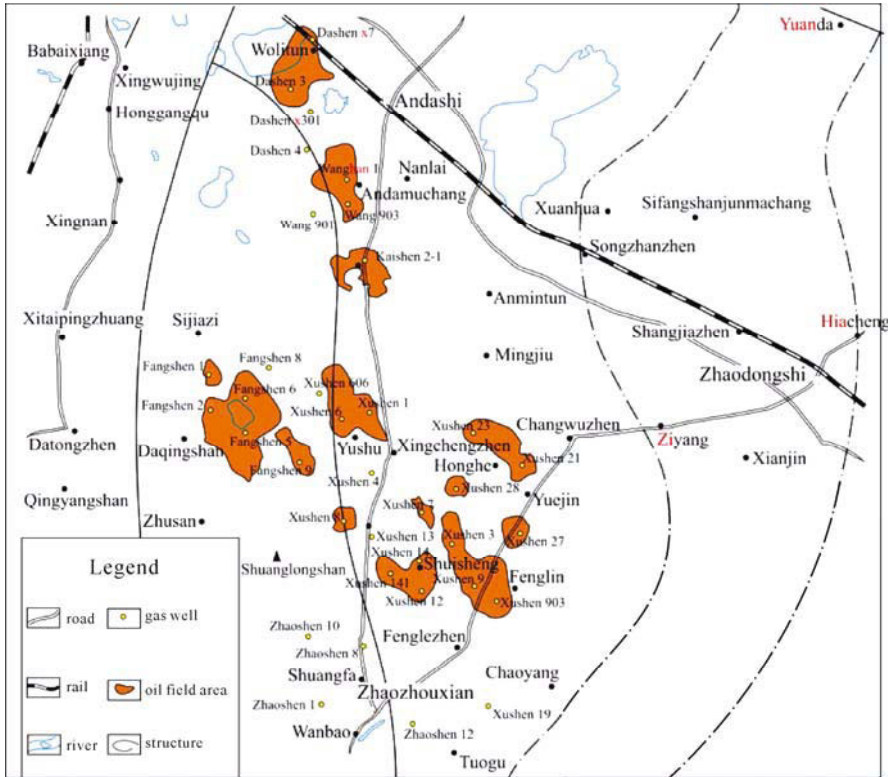 Dashen x7
Yuanda
Babaixiang
Wolitun
Xingwujing
Dashen 3
Honggangqu
Andashi
Dashen x301
Dashen 4
Wanghan 1
Nanlai
Andamuchang
Xingnan
Wang 903
Wang 901
Xuanhua
Sifangshanjunmachang
Songzhanzhen
Kaishen 2-1
Anmintun
Xitaipingzhuang
Sijiazi
Shangjiazhen
Hiacheng
Fangshen 1
Fangshen 8
Mingjiu
Zhaodongshi
Fangshen 6
Xushen 606
Fangshen 2
Xushen 6
Xushen 1
Xushen 23
Changwuzhen
Ziyang
Datongzhen
Daqingshan
Fangshen 5
Yushu
Xingchengzhen
Xushen 21
Xianjin
Fangshen 9
Honghe
Xushen 4
Xushen 28
Qingyangshan
Yuejin
Zhusan
Xushen 8
Xushen 7
Xushen 13
Xushen 3
Xushen 27
Xushen 14
Shuanglongshan
Shuisheng
Xushen 141
Xushen 9
Fenglin
Xushen 12
Xushen 903
Zhaoshen 10
Zhaoshen 8
Fenglezhen
Shuangfa
Chaoyang
Zhaozhouxian
Zhaoshen 1
Xushen 19
Wanbao
Zhaoshen 12
Tuogu
Legend
road
gas well
rail
oil field area
river
structure